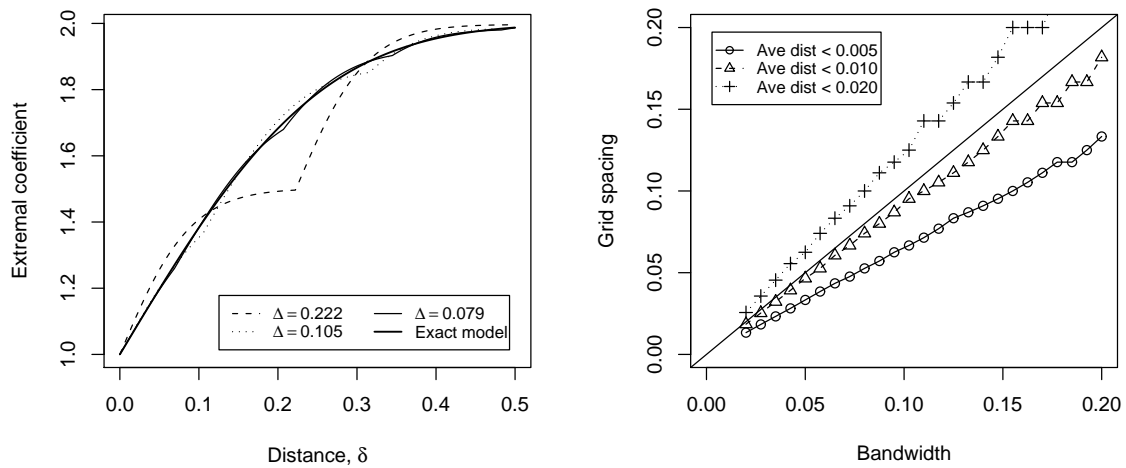 Extremal coefficient
2.0
1.8
1.6
1.4
1.2
1.0
Δ = 0.222
Δ = 0.105
Δ = 0.079
Exact model
0.0 0.1 0.2 0.3 0.4 0.5
Distance, δ
Grid spacing
0.20
0.15
0.10
0.05
0.00
Ave dist < 0.005
Ave dist < 0.010
Ave dist < 0.020
0.00 0.05 0.10 0.15 0.20
Bandwidth